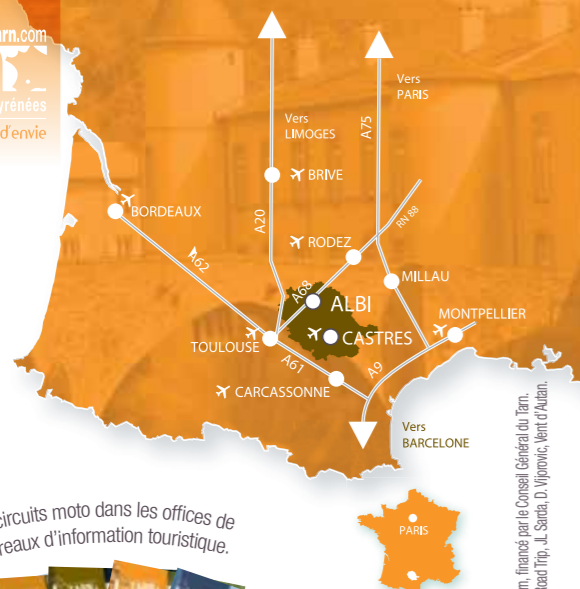 rn.com
yrénées
d'envie
Vers
LIMOGES
Vers
PARIS
A75
A20
BRIVE
BORDEAUX
RN 88
RODEZ
A62
A68
MILLAU
ALBI
MONTPELLIER
CASTRES
TOULOUSE
A61
A9
CARCASSONNE
Vers
BARCELONE
circuits moto dans les offices de
reaux d'information touristique.
PARIS
m, financé par le Conseil Général du Tarn.
Road Trip, JL Sarda, D. Viporovic, Vent d'Autan.